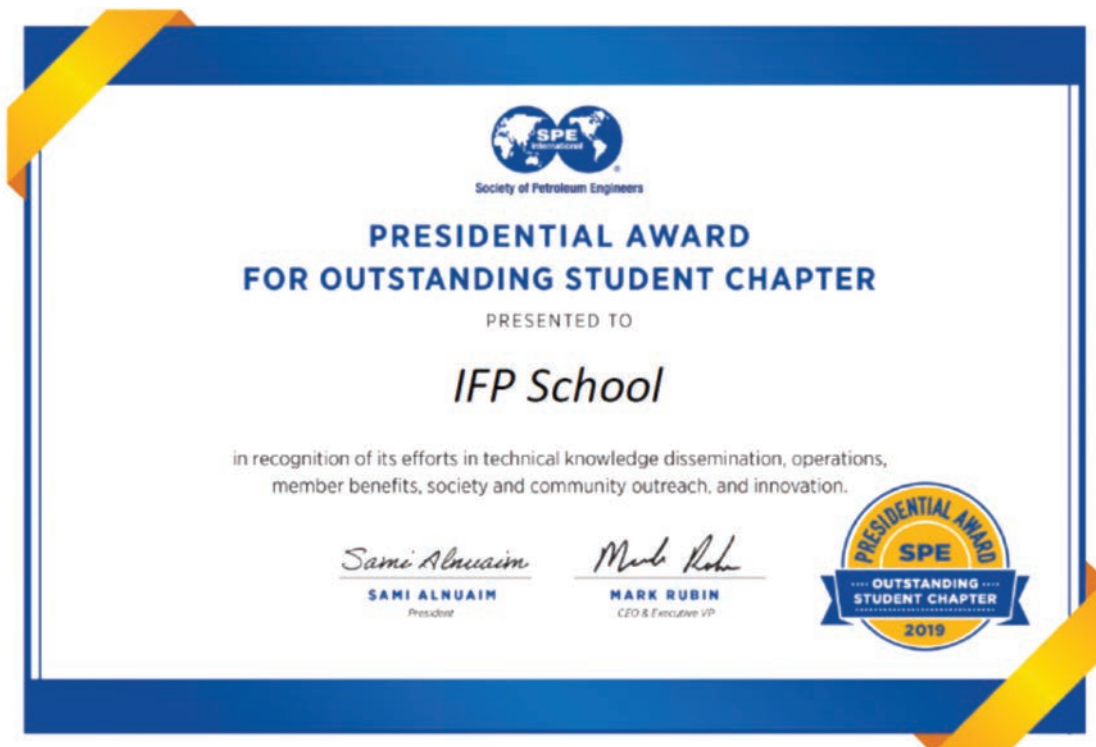 SPE
International
®
Society of Petroleum Engineers
PRESIDENTIAL AWARD
FOR OUTSTANDING STUDENT CHAPTER
PRESENTED TO
IFP School
in recognition of its efforts in technical knowledge dissemination, operations,
member benefits, society and community outreach, and innovation.
Sami Alnuaim
SAMI ALNUAIM
President
Mark Rubin
MARK RUBIN
CEO & Executive VP
PRESIDENTIAL AWARD
SPE
OUTSTANDING
STUDENT CHAPTER
2019